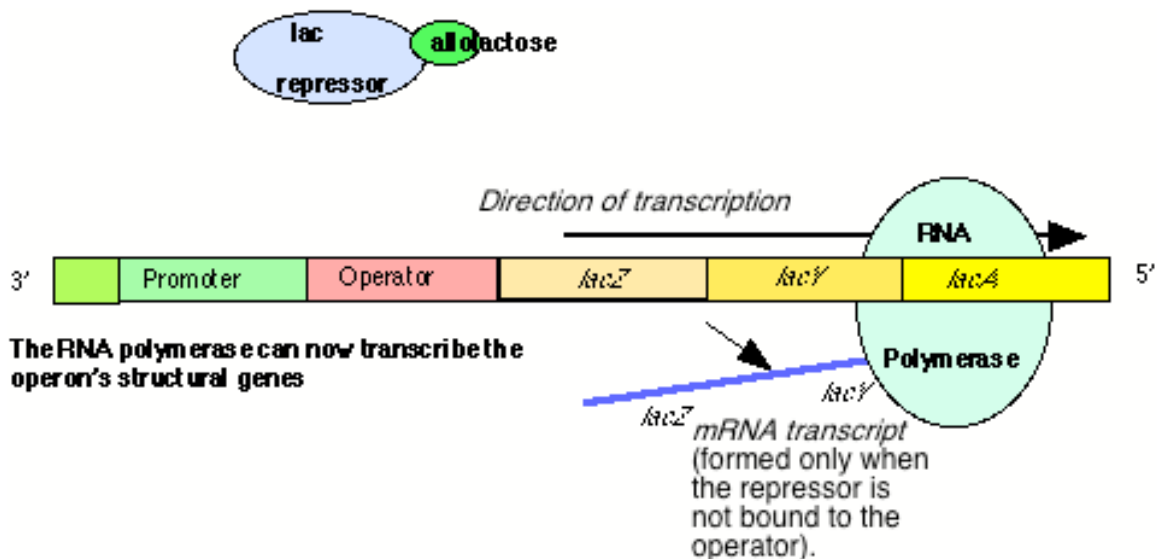 lac
allolactose
repressor
Direction of transcription
RNA
3' Promoter Operator lacZ lacY lacA 5'
The RNA polymerase can now transcribe the
operon's structural genes
Polymerase
lacZ
lacY
mRNA transcript
(formed only when
the repressor is
not bound to the
operator).